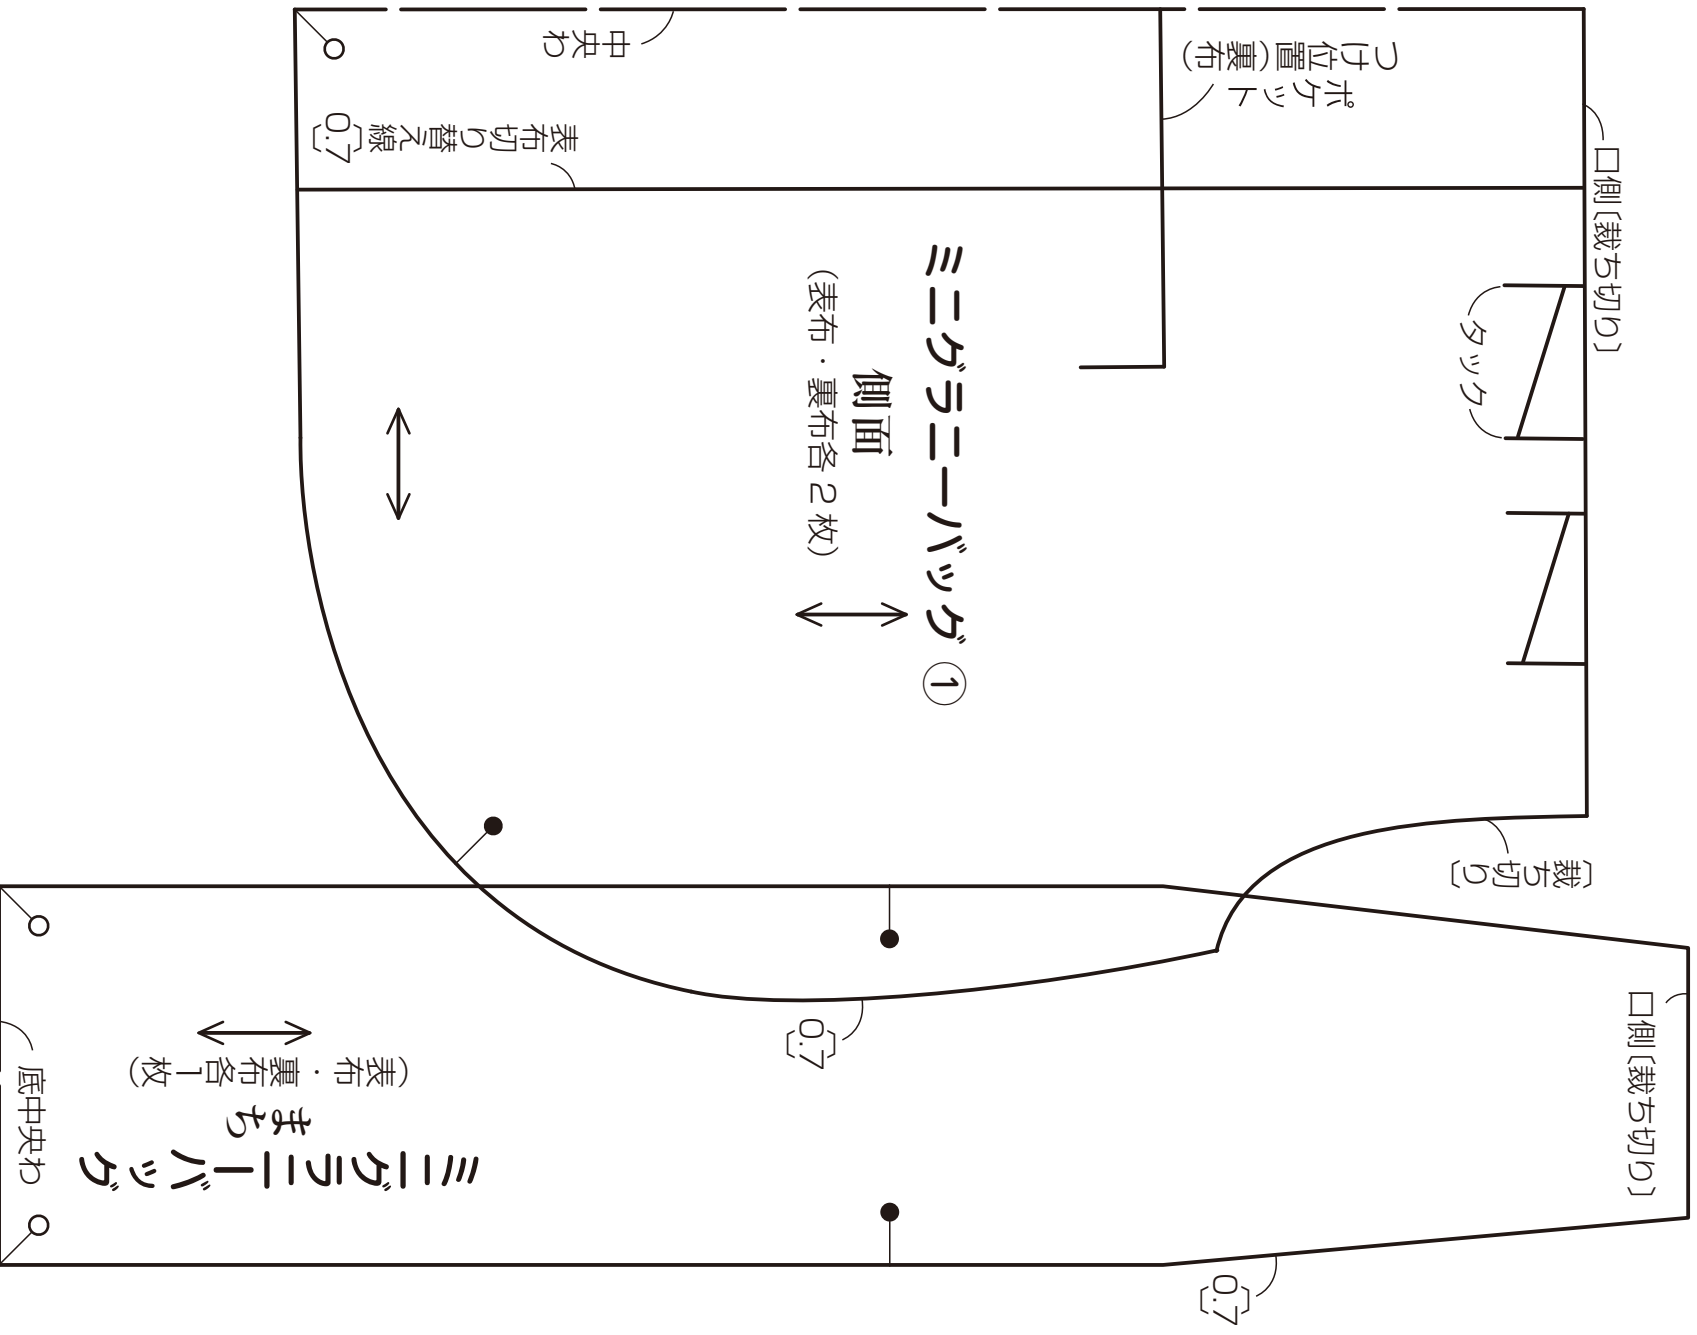 中央わ
つけ位置(裏布)
ポケット
口側〔裁ち切り〕
表布切り替え線
〔0.7〕
タック
ミニグラニーバッグ ①
側面
(表布・裏布各2枚)
〔裁ち切り〕
〔0.7〕
口側〔裁ち切り〕
底中央わ
(表布・裏布各1枚)
まち
ミニグラニーバッグ
〔0.7〕